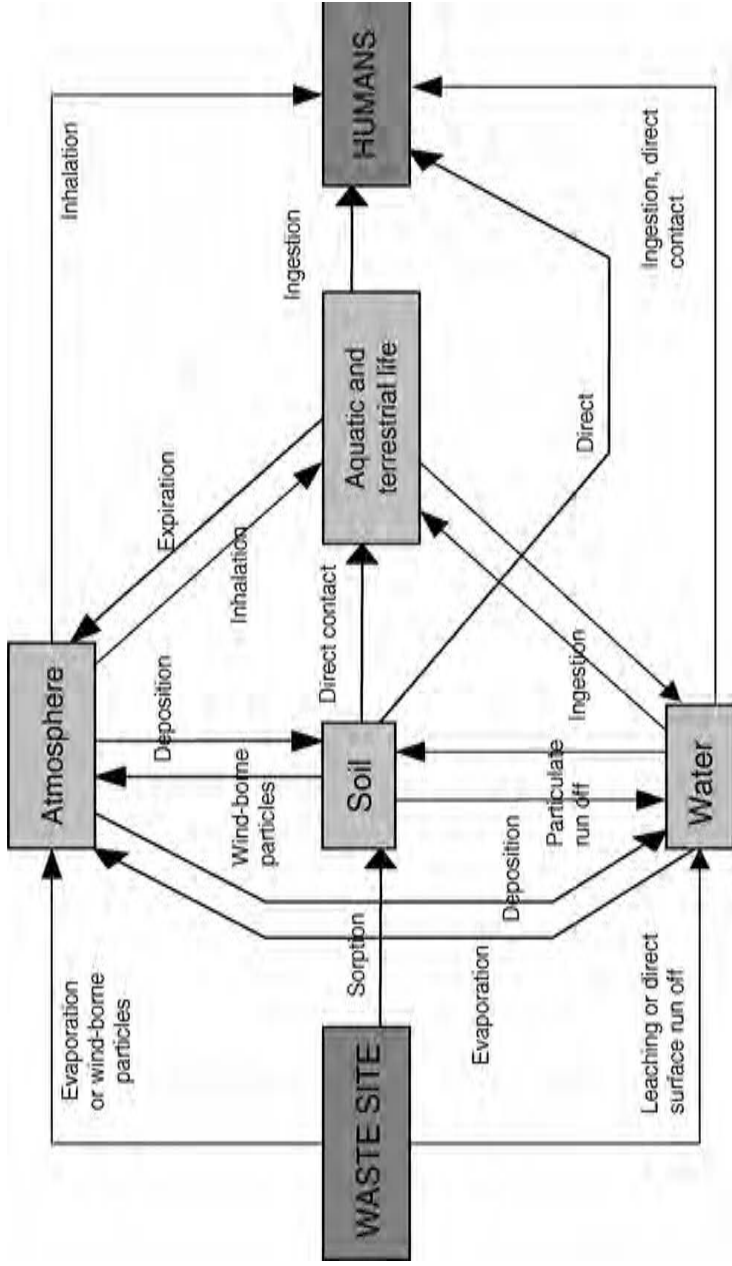 Inhalation
HUMANS
Ingestion
Ingestion, direct
contact
Aquatic and
terrestrial life
Expiration
Inhalation
Direct
Atmosphere
Deposition
Direct contact
Ingestion
Wind-borne
particles
Soil
Particulate
run off
Water
Deposition
Evaporation
or wind-borne
particles
Sorption
Evaporation
Leaching or direct
surface run off
WASTE SITE